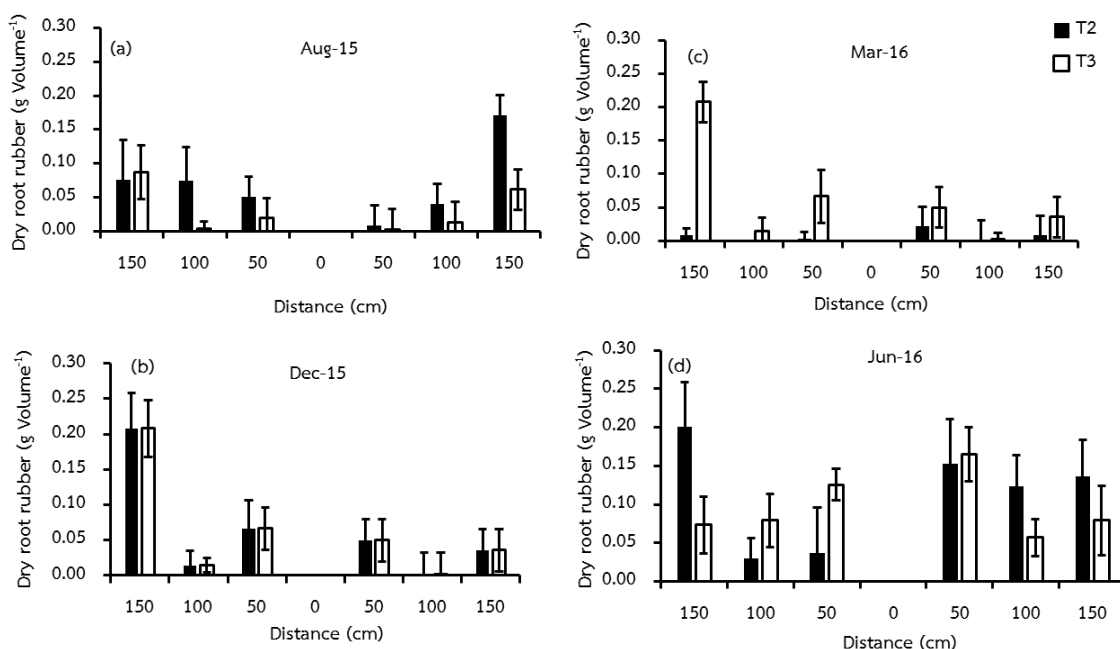 (a)
Aug-15
Dry root rubber (g Volume⁻¹)
0.30
0.25
0.20
0.15
0.10
0.05
0.00
150 100 50 0 50 100 150
Distance (cm)
(c)
Mar-16
T2
T3
Dry root rubber (g Volume⁻¹)
0.30
0.25
0.20
0.15
0.10
0.05
0.00
150 100 50 0 50 100 150
Distance (cm)
(b)
Dec-15
Dry root rubber (g Volume⁻¹)
0.30
0.25
0.20
0.15
0.10
0.05
0.00
150 100 50 0 50 100 150
Distance (cm)
(d)
Jun-16
Dry root rubber (g Volume⁻¹)
0.30
0.25
0.20
0.15
0.10
0.05
0.00
150 100 50 0 50 100 150
Distance (cm)